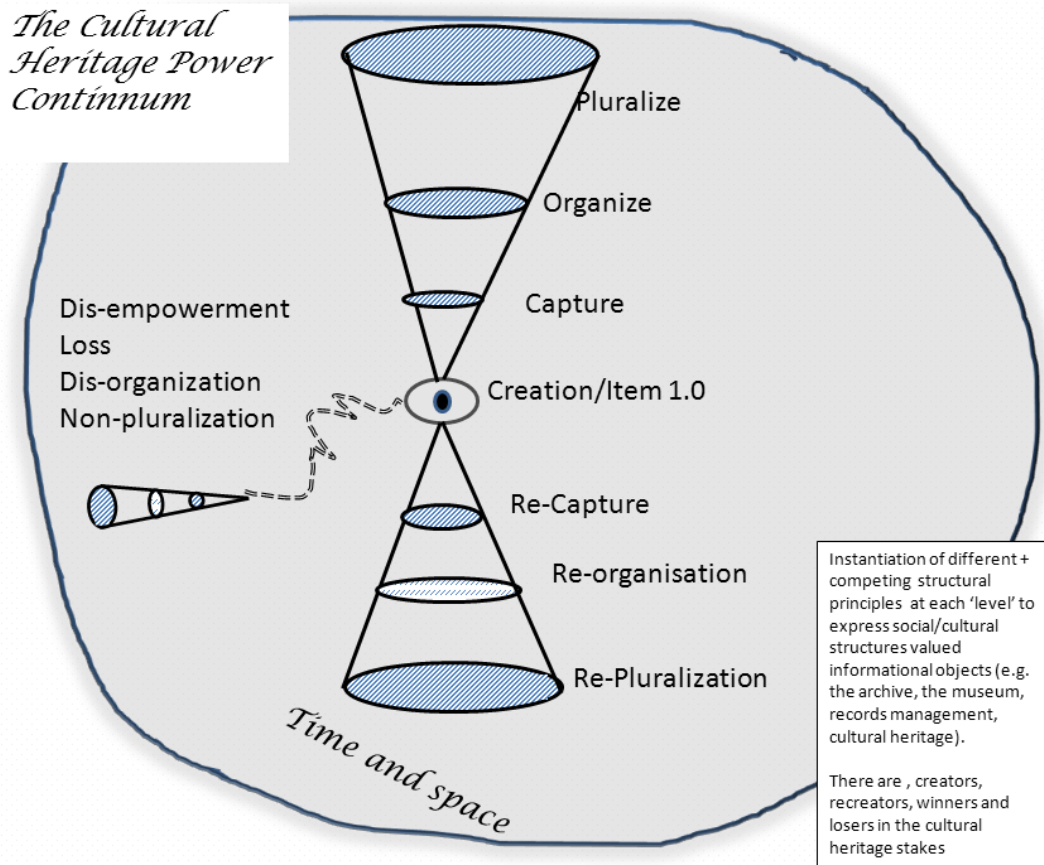 The Cultural
Heritage Power
Continnum
Pluralize
Organize
Capture
Dis-empowerment
Loss
Dis-organization
Non-pluralization
Creation/Item 1.0
Re-Capture
Re-organisation
Re-Pluralization
Time and space
Instantiation of different +
competing structural
principles at each ‘level’ to
express social/cultural
structures valued
informational objects (e.g.
the archive, the museum,
records management,
cultural heritage).
There are , creators,
recreators, winners and
losers in the cultural
heritage stakes